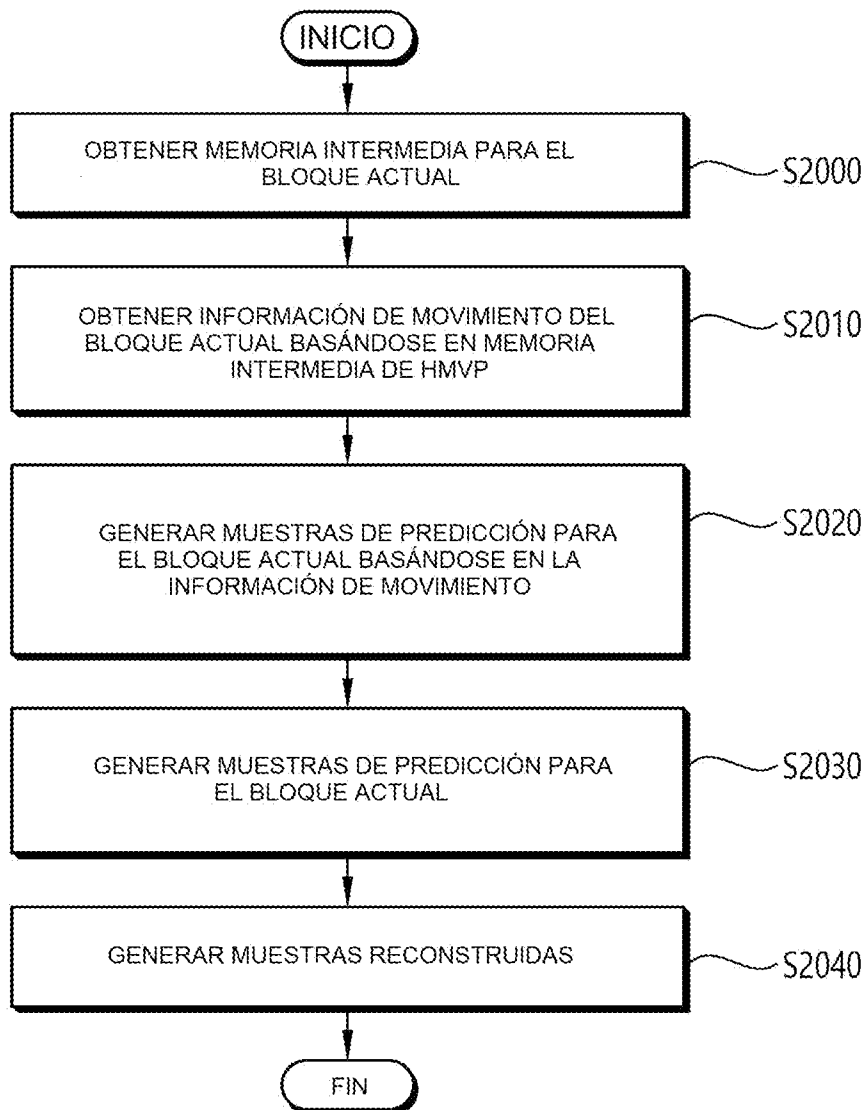 INICIO
OBTENER MEMORIA INTERMEDIA PARA EL
BLOQUE ACTUAL
S2000
OBTENER INFORMACIÓN DE MOVIMIENTO DEL
BLOQUE ACTUAL BASÁNDOSE EN MEMORIA
INTERMEDIA DE HMVP
S2010
GENERAR MUESTRAS DE PREDICCIÓN PARA
EL BLOQUE ACTUAL BASÁNDOSE EN LA
INFORMACIÓN DE MOVIMIENTO
S2020
GENERAR MUESTRAS DE PREDICCIÓN PARA
EL BLOQUE ACTUAL
S2030
GENERAR MUESTRAS RECONSTRUIDAS
S2040
FIN